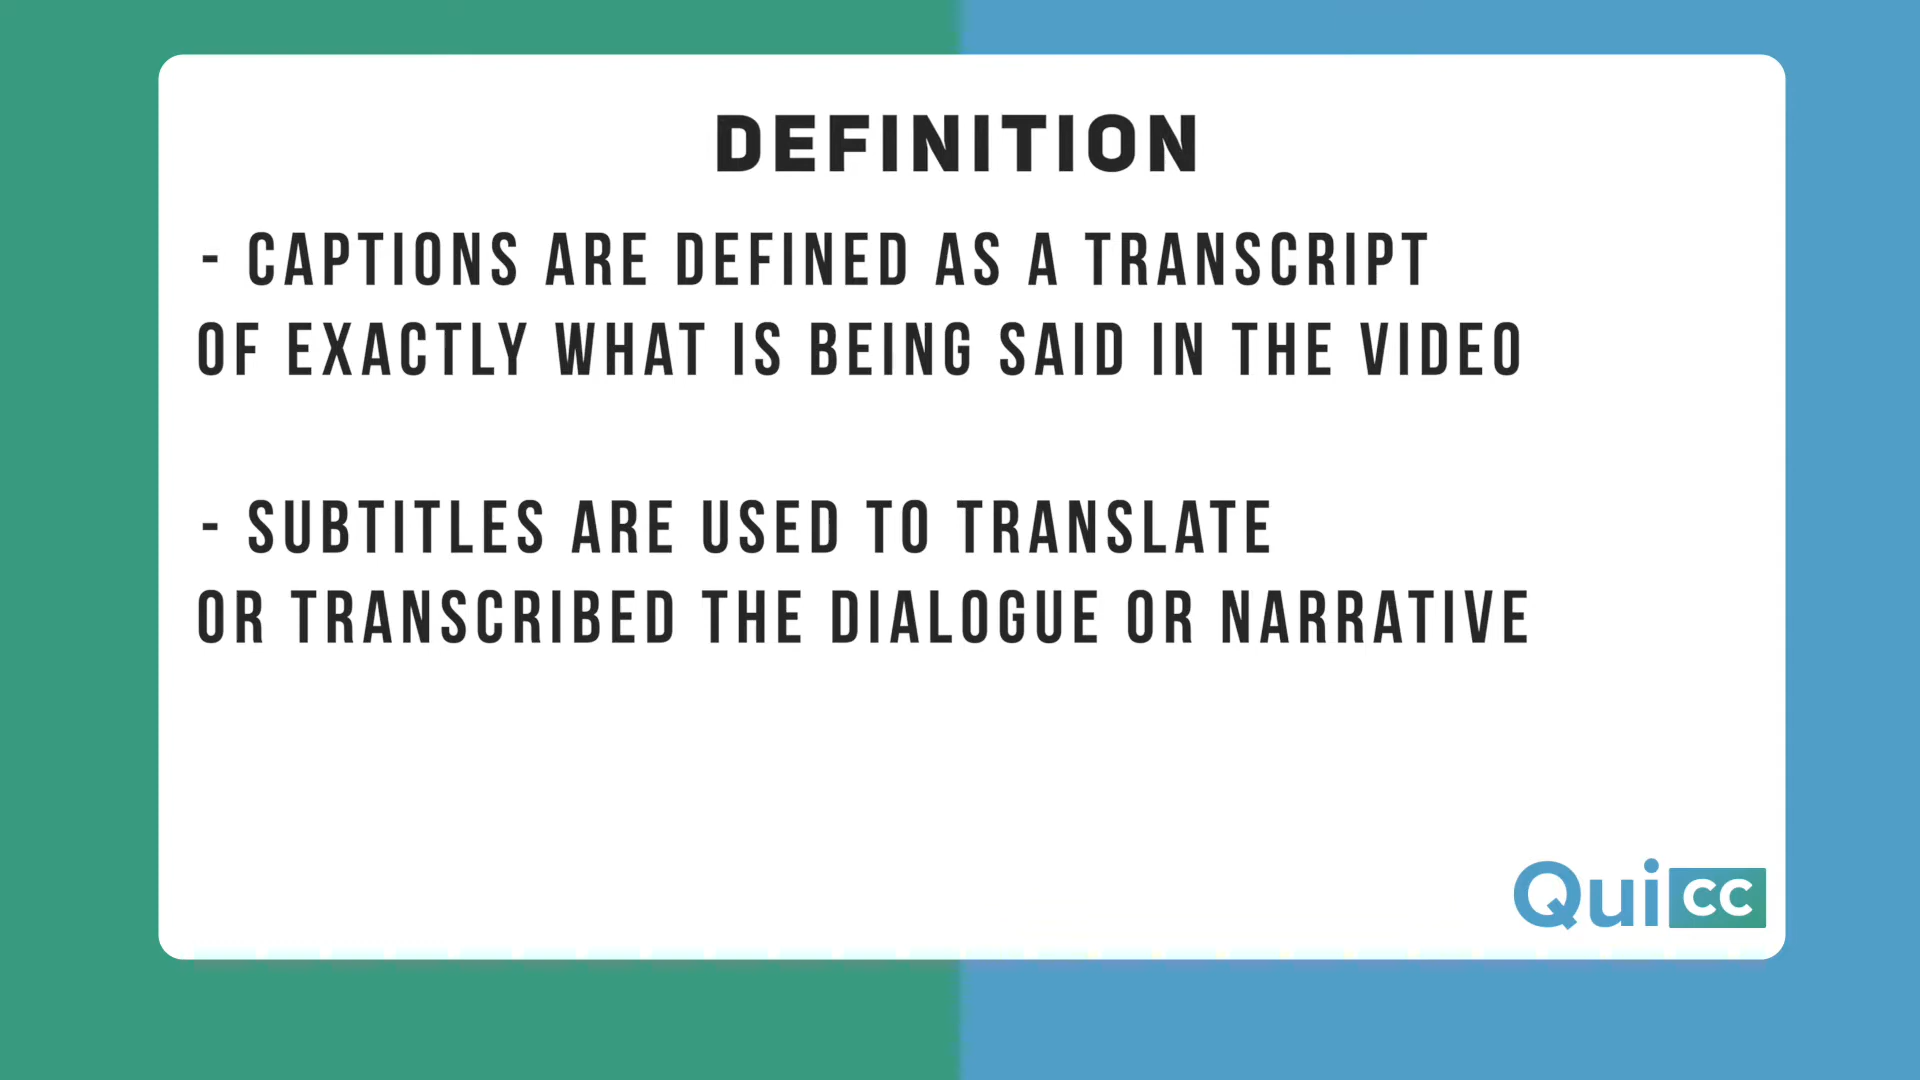 DEFINITION
- CAPTIONS ARE DEFINED AS A TRANSCRIPT
OF EXACTLY WHAT IS BEING SAID IN THE VIDEO
- SUBTITLES ARE USED TO TRANSLATE
OR TRANSCRIBED THE DIALOGUE OR NARRATIVE
Quicc